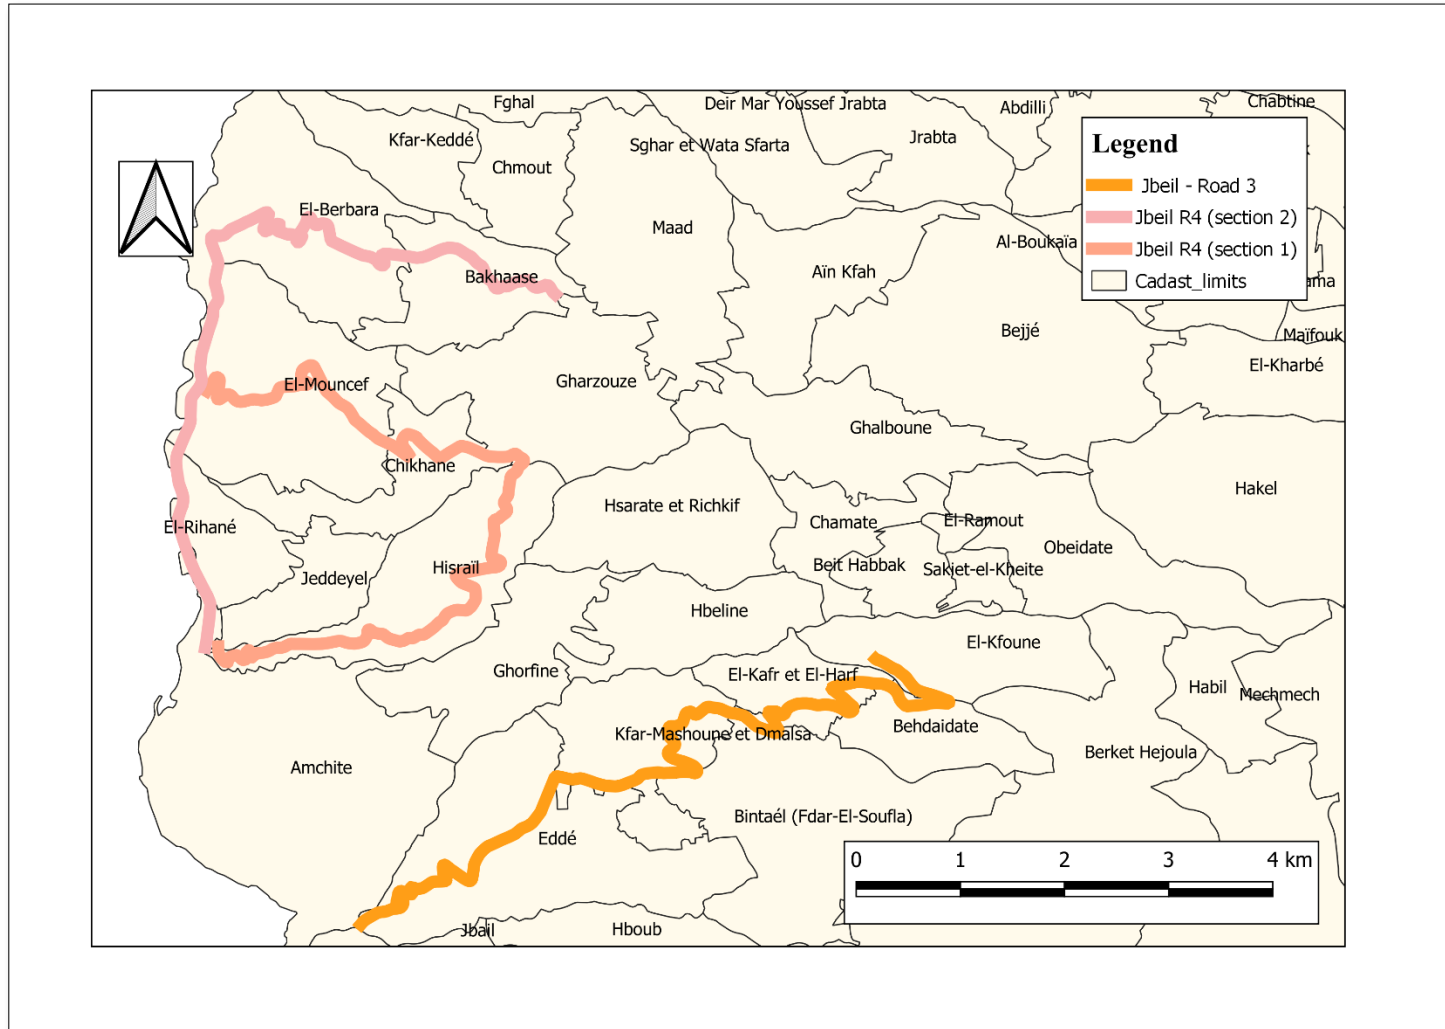 Fghal
Deir Mar Youssef Jrabta
Abdilli
Chabtine
Kfar-Keddé
Sghar et Wata Sfarta
Jrabta
Chmout
Legend
Jbeil - Road 3
Jbeil R4 (section 2)
Jbeil R4 (section 1)
Cadast_limits
El-Berbara
Maad
Al-Boukaïa
Bakhaase
Aïn Kfah
Bejjé
Maïfouk
El-Kharbé
El-Mouncef
Gharzouze
Ghalboune
Chikhane
Hakel
Hsarate et Richkif
El-Rihané
Chamate
El-Ramout
Obeidate
Jeddeyel
Hisraïl
Beit Habbak
Sakiet-el-Kheite
Hbeline
El-Kfoune
Ghorfine
El-Kafr et El-Harf
Habil
Mechmech
Kfar-Mashoune et Dmalsa
Behdaidate
Berket Hejoula
Amchite
Bintaél (Fdar-El-Soufla)
Eddé
0 1 2 3 4 km
Jbail
Hboub